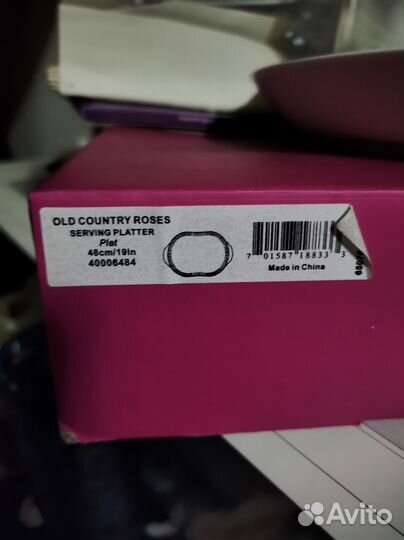 OLD COUNTRY ROSES
SERVING PLATTER
Plat
48cm/19in
40006484
7 01587 18833 3
Made in China
Avito